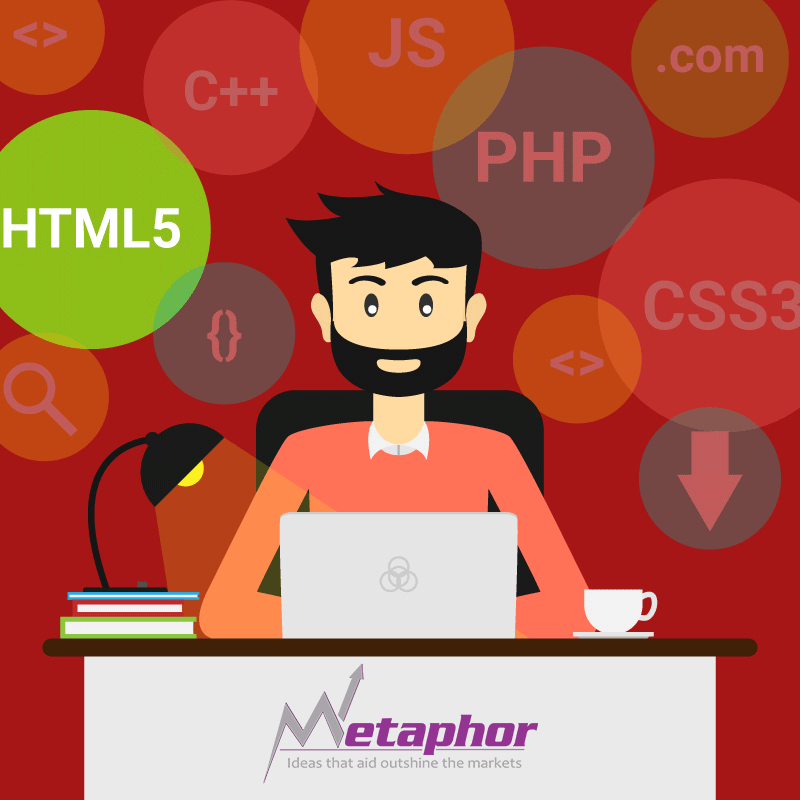 <>
C++
JS
.com
PHP
HTML5
CSS3
{}
<>
Metaphor
Ideas that aid outshine the markets